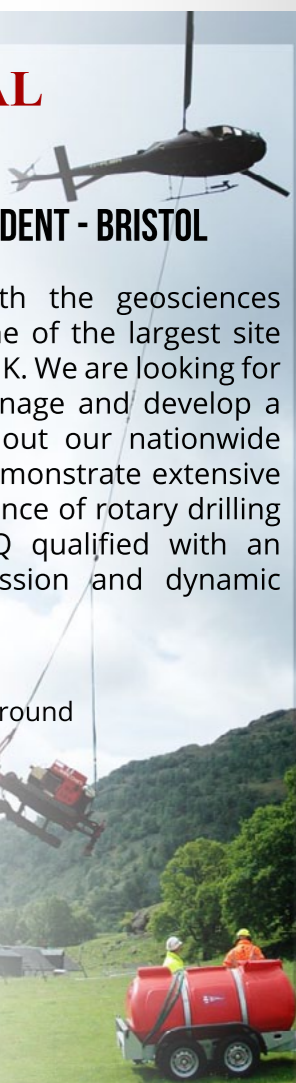 AL
DENT - BRISTOL
th the geosciences
e of the largest site
K. We are looking for
nage and develop a
out our nationwide
monstrate extensive
nce of rotary drilling
Q qualified with an
ssion and dynamic
round